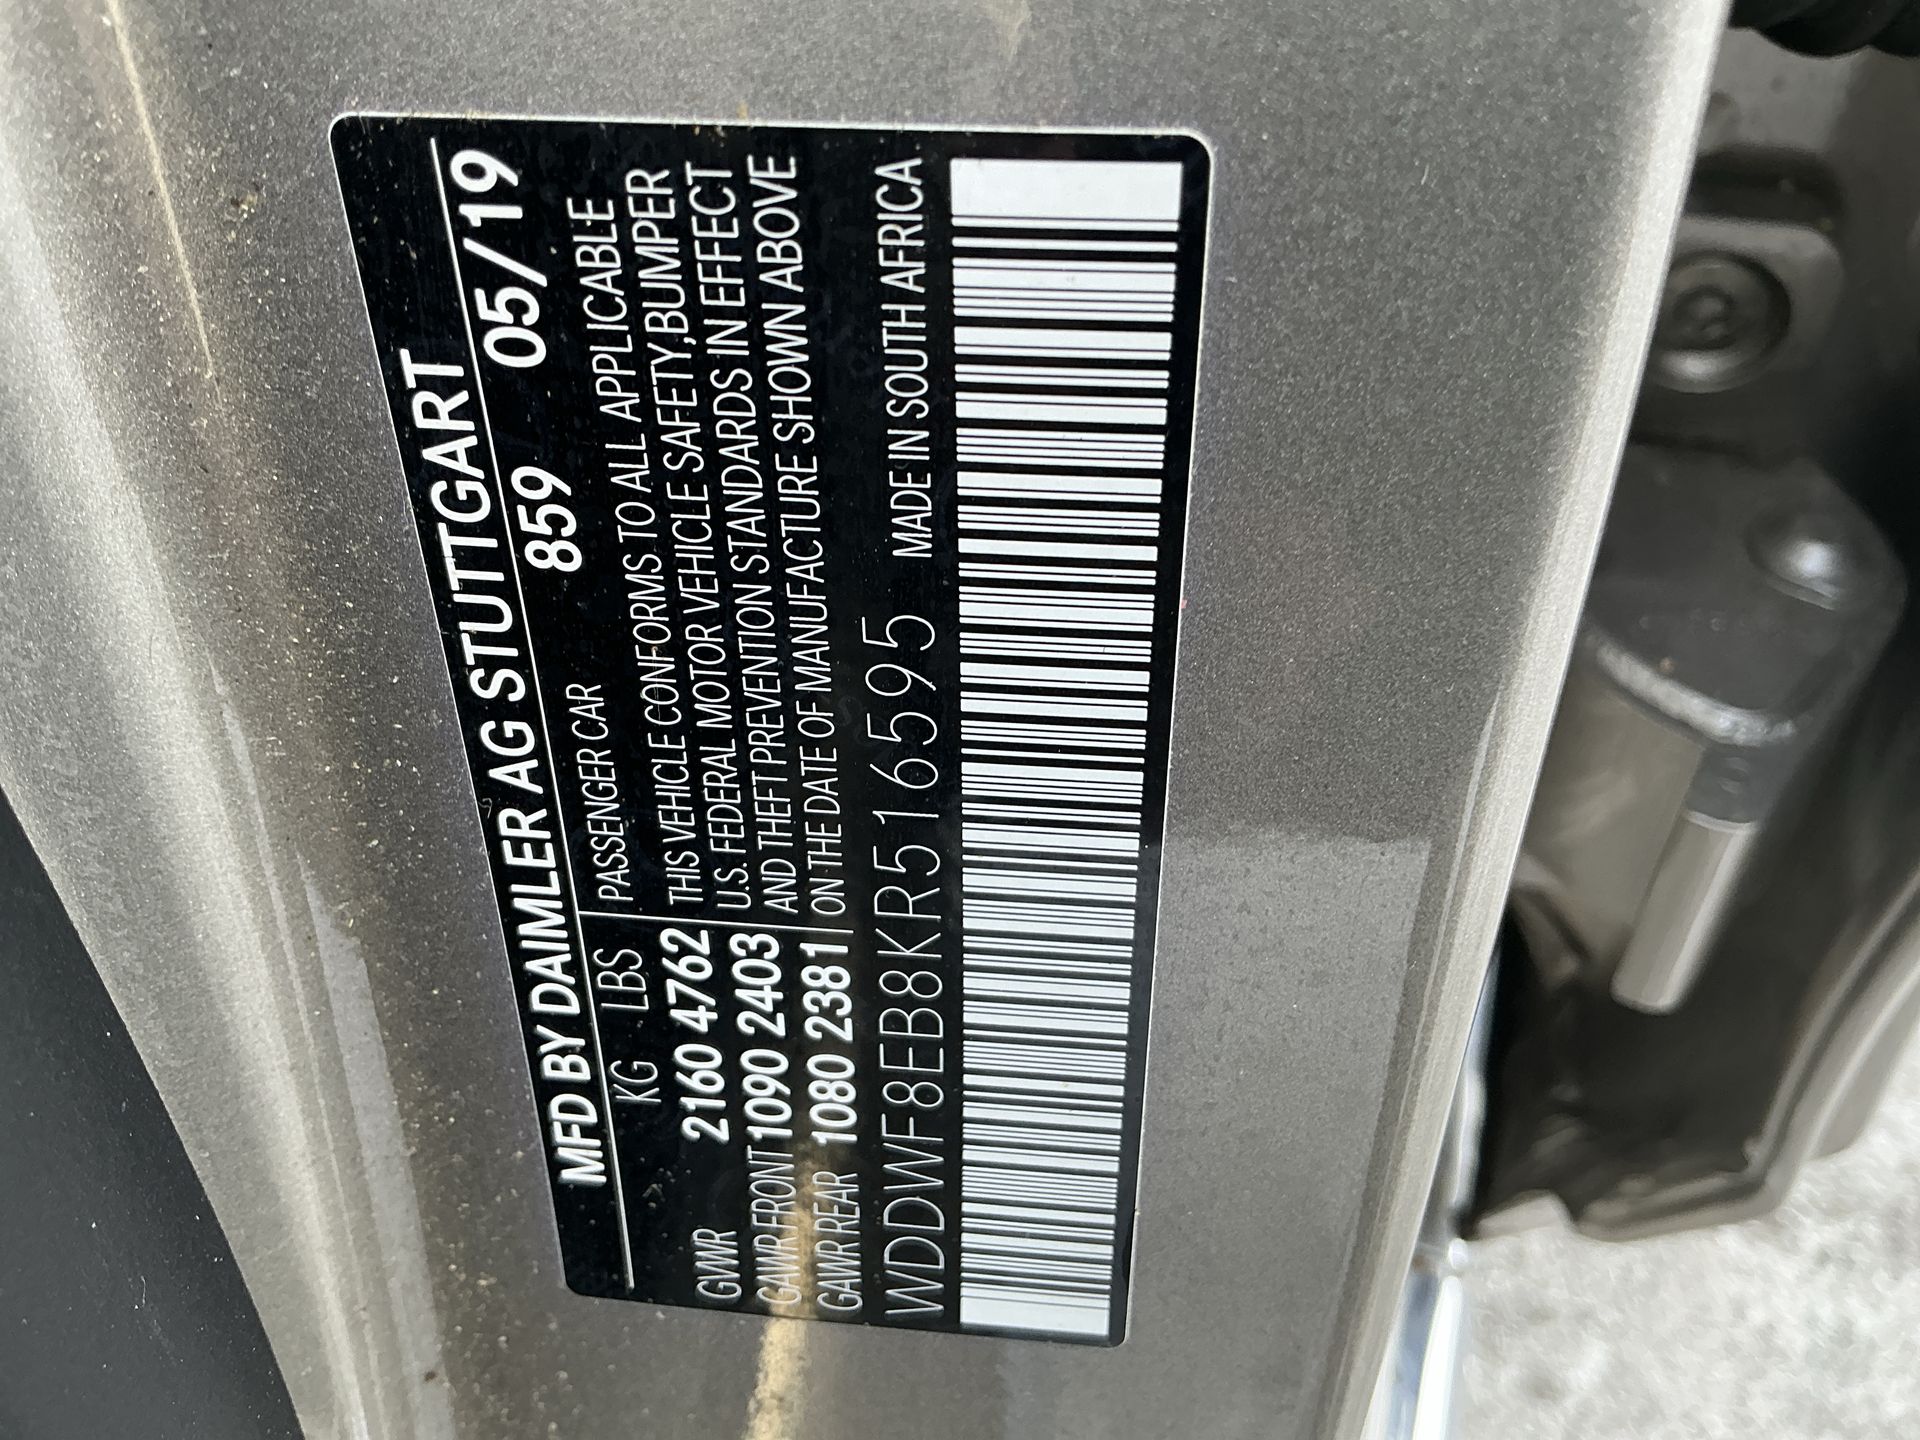 MFD BY DAIMLER AG STUTTGART
859 05/19
KG LBS PASSENGER CAR
GVWR 2160 4762
GAWR FRONT 1090 2403
GAWR REAR 1080 2381
THIS VEHICLE CONFORMS TO ALL APPLICABLE
U.S. FEDERAL MOTOR VEHICLE SAFETY,BUMPER
AND THEFT PREVENTION STANDARDS IN EFFECT
ON THE DATE OF MANUFACTURE SHOWN ABOVE
WDDWF8EB8KR516595 MADE IN SOUTH AFRICA